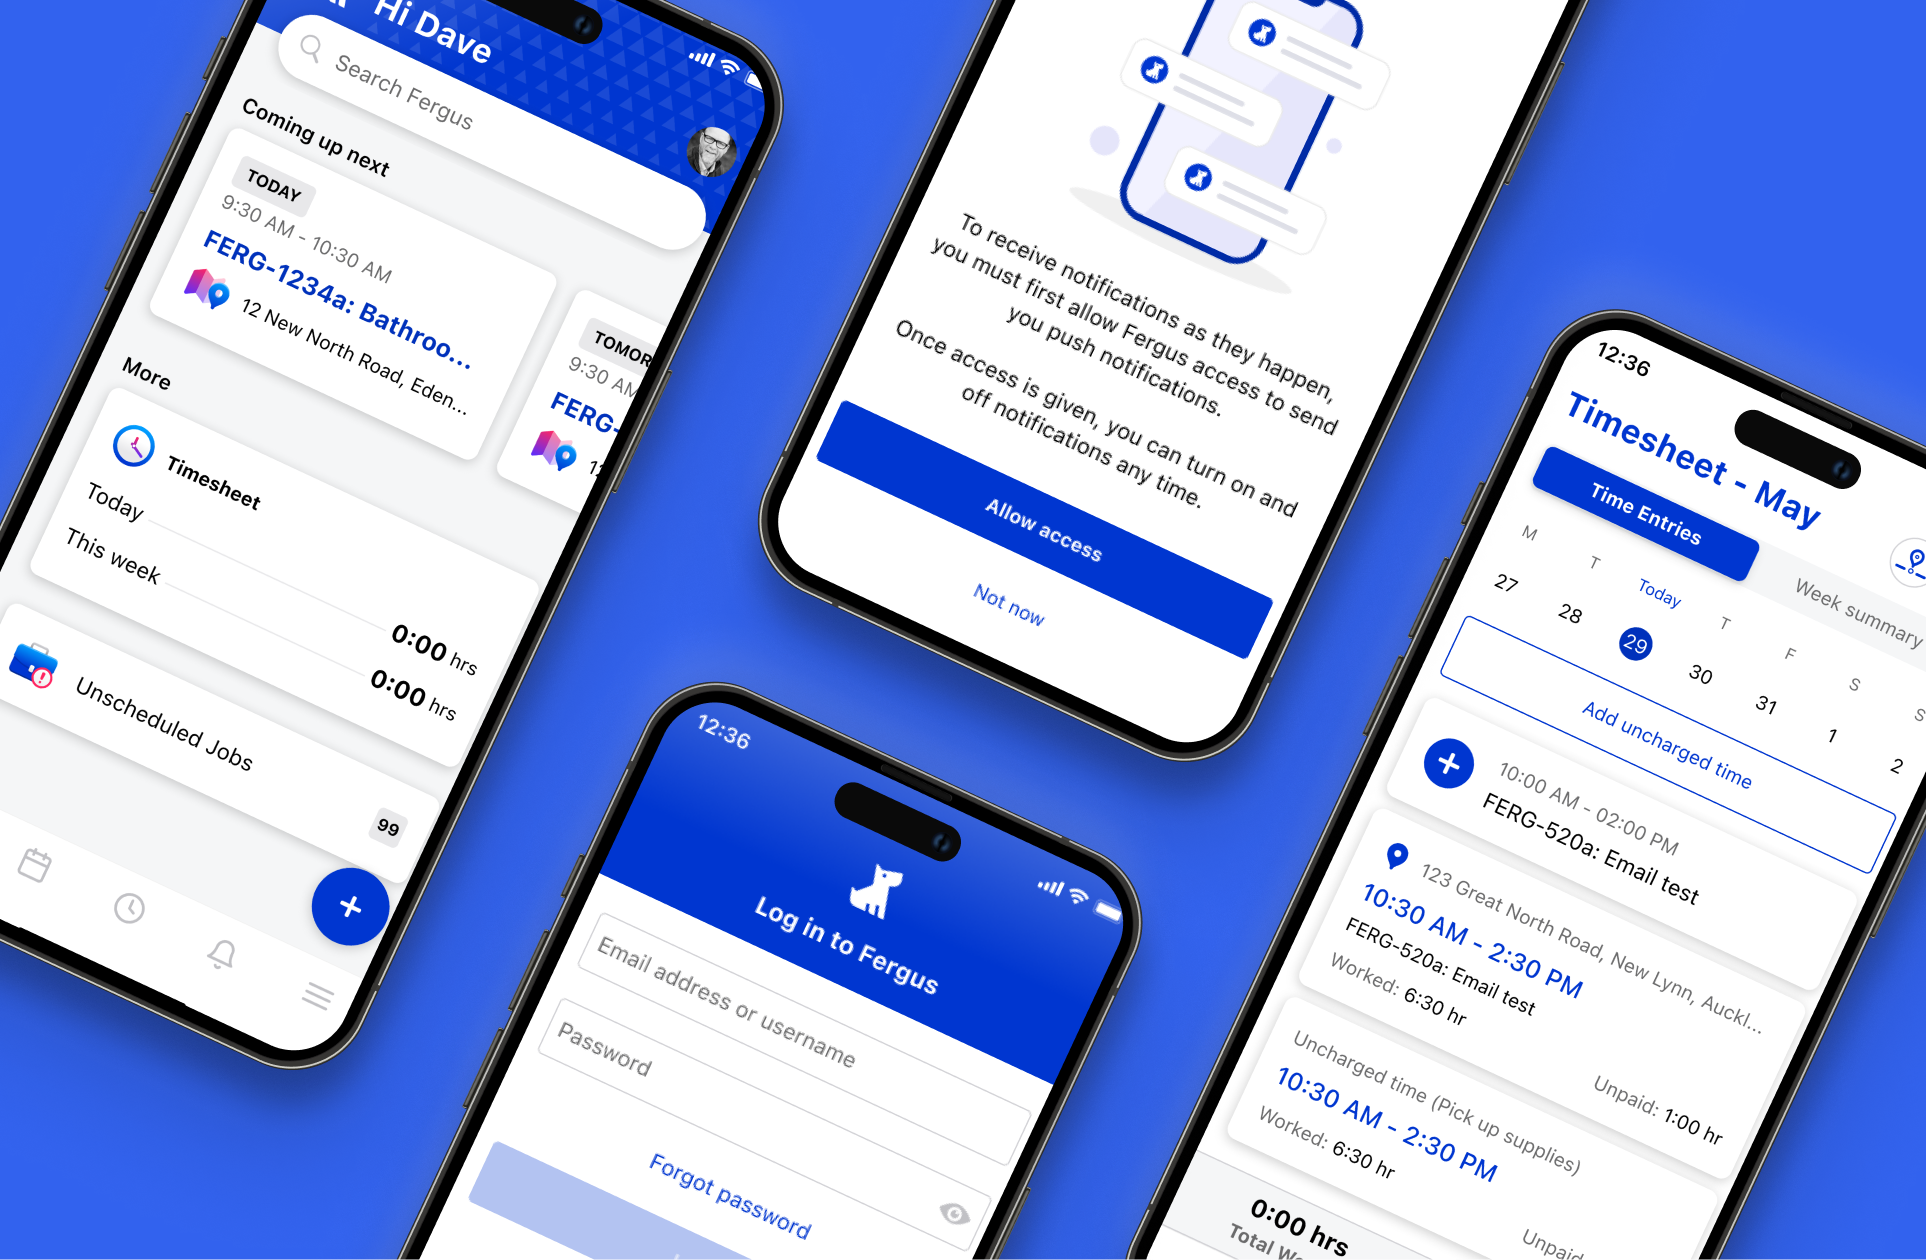 Hi Dave
Search Fergus
Coming up next
TODAY
9:30 AM - 10:30 AM
FERG-1234a: Bathroo...
12 New North Road, Eden...
TOMOR
9:30 AM
FERG-
More
Timesheet
Today
0:00 hrs
This week
0:00 hrs
Unscheduled Jobs
99
To receive notifications as they happen,
you must first allow Fergus access to send
you push notifications.
Once access is given, you can turn on and
off notifications any time.
Allow access
Not now
12:36
Log in to Fergus
Email address or username
Password
Forgot password
12:36
Timesheet - May
Time Entries
Week summary
M T Today T F S S
27 28 29 30 31 1 2
Add uncharged time
10:00 AM - 02:00 PM
FERG-520a: Email test
123 Great North Road, New Lynn, Auckl...
10:30 AM - 2:30 PM
FERG-520a: Email test
Worked: 6:30 hr
Unpaid: 1:00 hr
Uncharged time (Pick up supplies)
10:30 AM - 2:30 PM
Worked: 6:30 hr
Unpaid
0:00 hrs
Total